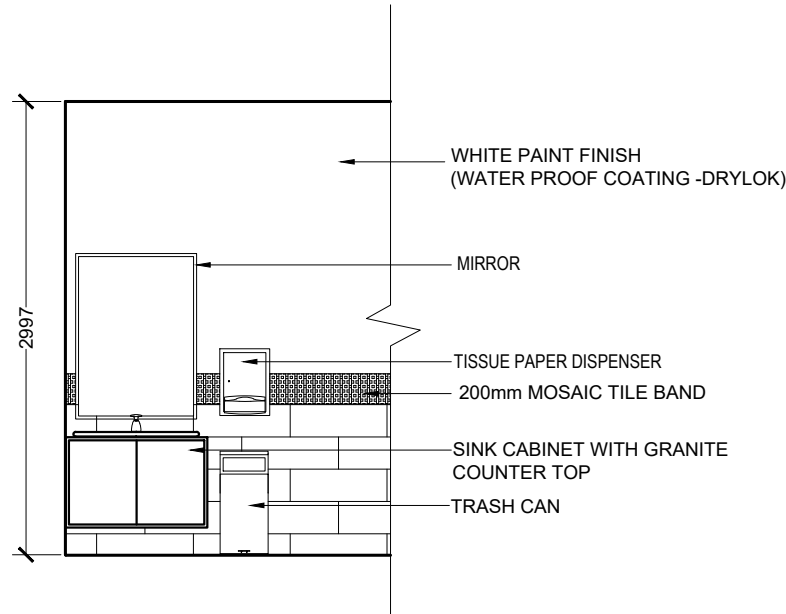 WHITE PAINT FINISH
(WATER PROOF COATING -DRYLOK)
MIRROR
2997
TISSUE PAPER DISPENSER
200mm MOSAIC TILE BAND
SINK CABINET WITH GRANITE
COUNTER TOP
TRASH CAN